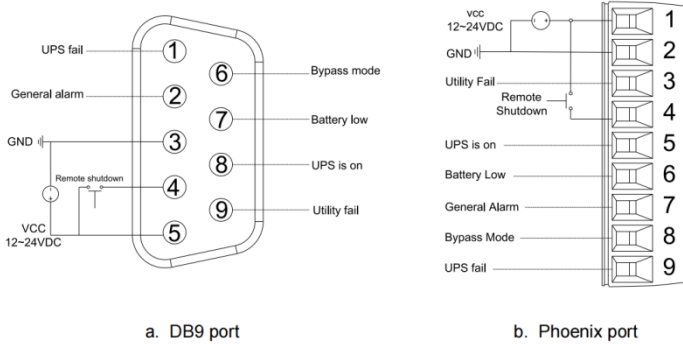 UPS fail
1
6
Bypass mode
General alarm
2
7
Battery low
GND
3
8
UPS is on
Remote shutdown
4
9
Utility fail
VCC
12~24VDC
5
a. DB9 port
vcc
12~24VDC
1
GND
2
Utility Fail
3
Remote
Shutdown
4
UPS is on
5
Battery Low
6
General Alarm
7
Bypass Mode
8
UPS fail
9
b. Phoenix port